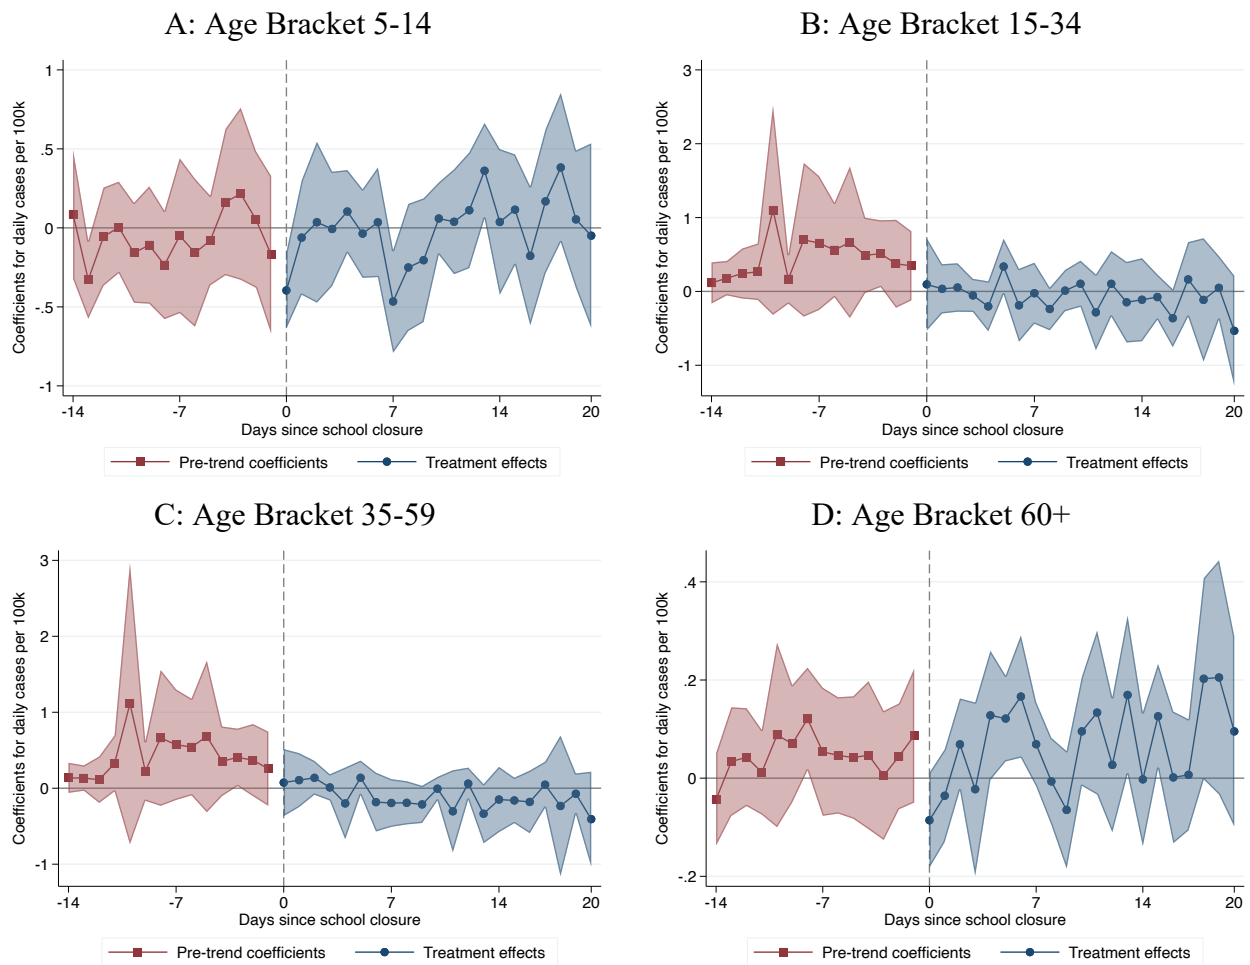 A: Age Bracket 5-14
Coefficients for daily cases per 100k
1
.5
0
-.5
-1
-14 -7 0 7 14 20
Days since school closure
Pre-trend coefficients Treatment effects
B: Age Bracket 15-34
Coefficients for daily cases per 100k
3
2
1
0
-1
-14 -7 0 7 14 20
Days since school closure
Pre-trend coefficients Treatment effects
C: Age Bracket 35-59
Coefficients for daily cases per 100k
3
2
1
0
-1
-14 -7 0 7 14 20
Days since school closure
Pre-trend coefficients Treatment effects
D: Age Bracket 60+
Coefficients for daily cases per 100k
.4
.2
0
-.2
-14 -7 0 7 14 20
Days since school closure
Pre-trend coefficients Treatment effects